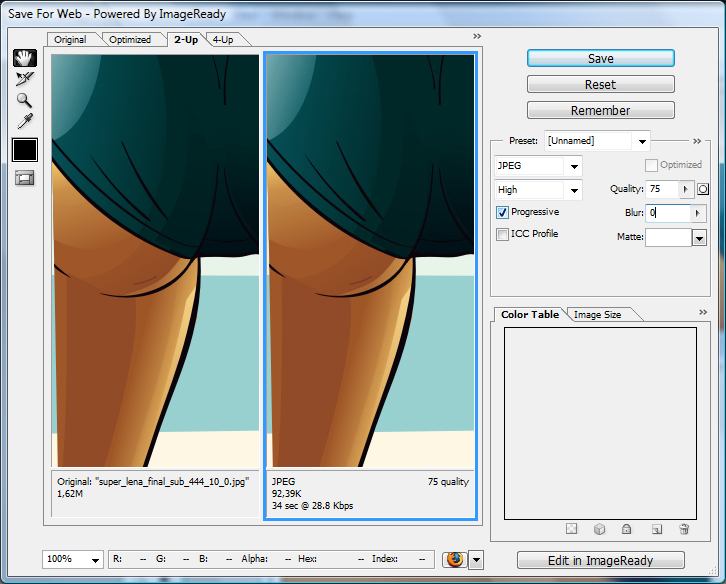 Save For Web - Powered By ImageReady
Original Optimized 2-Up 4-Up
Save
Reset
Remember
Preset: [Unnamed]
JPEG Optimized
High Quality: 75
Progressive Blur: 0
ICC Profile Matte:
Color Table Image Size
Original: "super_lena_final_sub_444_10_0.jpg"
1,62M
JPEG 75 quality
92,39K
34 sec @ 28.8 Kbps
100% R: -- G: -- B: -- Alpha: -- Hex: -- Index: --
Edit in ImageReady